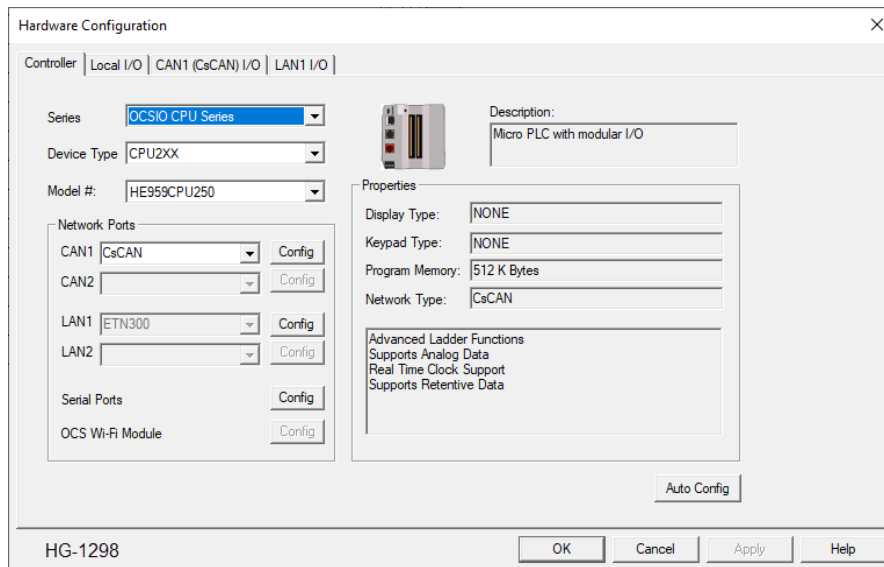 Hardware Configuration
Controller
Local I/O
CAN1 (CsCAN) I/O
LAN1 I/O
Series
OCSIO CPU Series
Device Type
CPU2XX
Model #:
HE959CPU250
Description:
Micro PLC with modular I/O
Network Ports
CAN1
CsCAN
Config
CAN2
Config
LAN1
ETN300
Config
LAN2
Config
Serial Ports
Config
OCS Wi-Fi Module
Config
Properties
Display Type:
NONE
Keypad Type:
NONE
Program Memory:
512 K Bytes
Network Type:
CsCAN
Advanced Ladder Functions
Supports Analog Data
Real Time Clock Support
Supports Retentive Data
Auto Config
HG-1298
OK
Cancel
Apply
Help